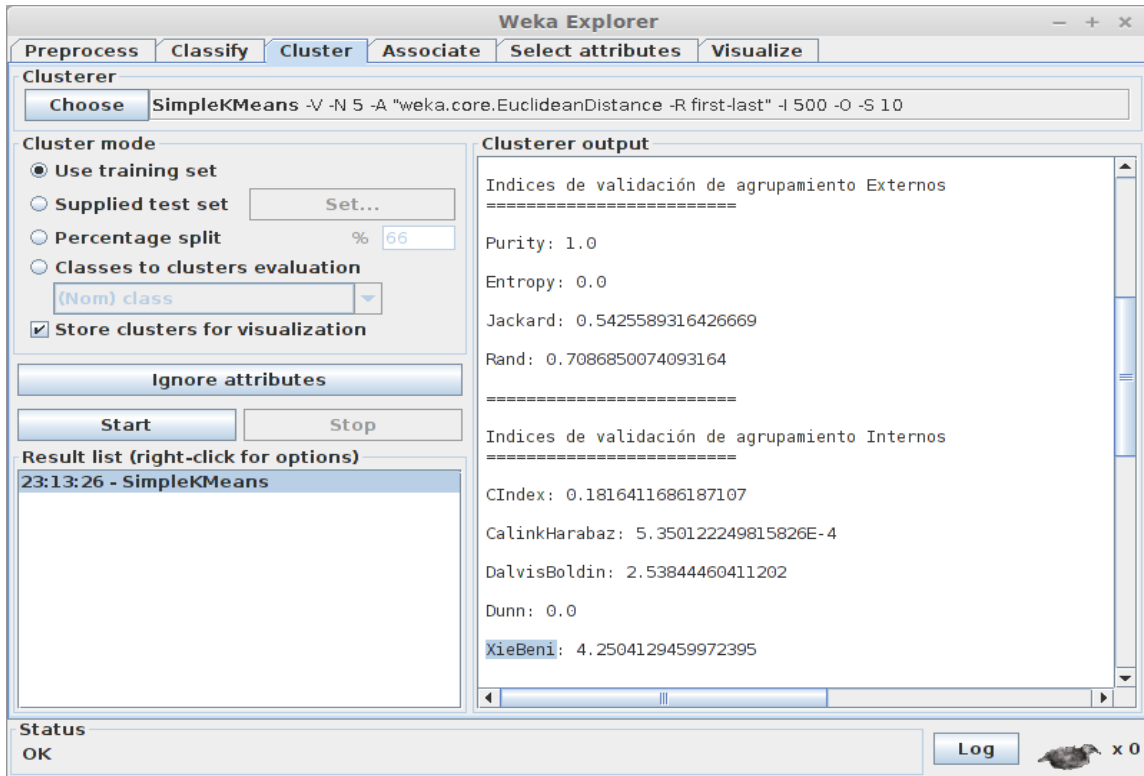 Weka Explorer
Preprocess Classify Cluster Associate Select attributes Visualize
Clusterer
Choose SimpleKMeans -V -N 5 -A "weka.core.EuclideanDistance -R first-last" -I 500 -O -S 10
Cluster mode
Use training set
Supplied test set Set...
Percentage split % 66
Classes to clusters evaluation
(Nom) class
Store clusters for visualization
Ignore attributes
Start Stop
Result list (right-click for options)
23:13:26 - SimpleKMeans
Clusterer output
Indices de validación de agrupamiento Externos
=========================
Purity: 1.0
Entropy: 0.0
Jackard: 0.5425589316426669
Rand: 0.7086850074093164
=========================
Indices de validación de agrupamiento Internos
=========================
CIndex: 0.1816411686187107
CalinkHarabaz: 5.350122249815826E-4
DalvisBoldin: 2.53844460411202
Dunn: 0.0
XieBeni: 4.2504129459972395
Status
OK
Log x 0